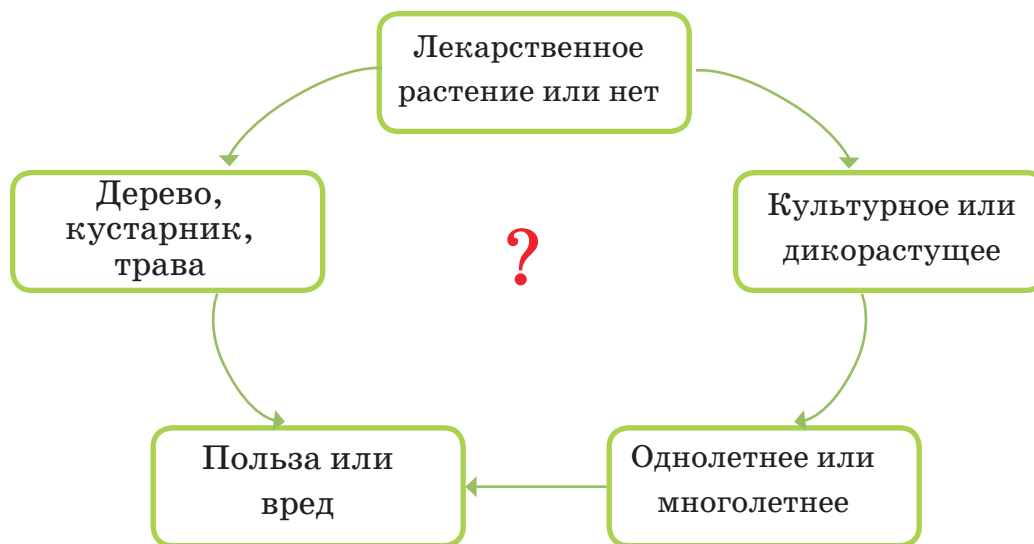 Лекарственное
растение или нет
Дерево,
кустарник,
трава
Культурное или
дикорастущее
?
Польза или
вред
Однолетнее или
многолетнее